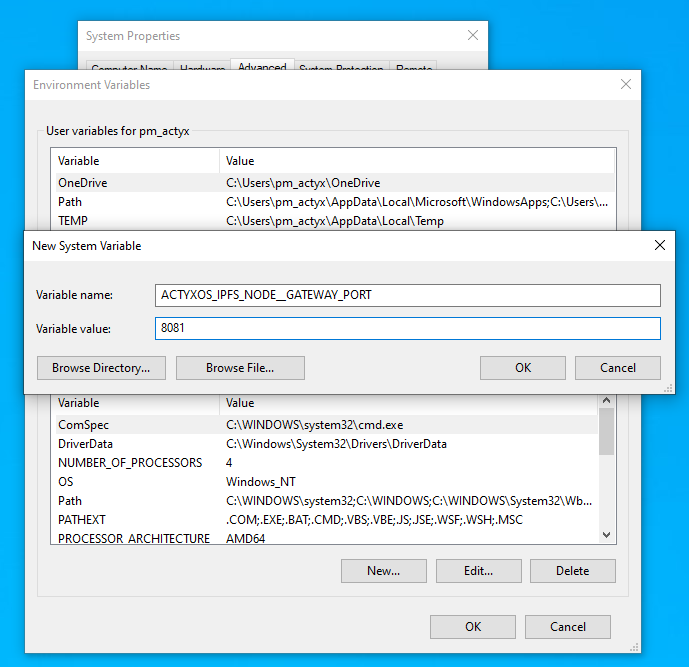 System Properties
Computer Name Hardware Advanced System Protection Remote
Environment Variables
User variables for pm_actyx
Variable Value
OneDrive C:\Users\pm_actyx\OneDrive
Path C:\Users\pm_actyx\AppData\Local\Microsoft\WindowsApps;C:\Users\...
TEMP C:\Users\pm_actyx\AppData\Local\Temp
New System Variable
Variable name: ACTYXOS_IPFS_NODE__GATEWAY_PORT
Variable value: 8081
Browse Directory... Browse File... OK Cancel
Variable Value
ComSpec C:\WINDOWS\system32\cmd.exe
DriverData C:\Windows\System32\Drivers\DriverData
NUMBER_OF_PROCESSORS 4
OS Windows_NT
Path C:\WINDOWS\system32;C:\WINDOWS;C:\WINDOWS\System32\Wb...
PATHEXT .COM;.EXE;.BAT;.CMD;.VBS;.VBE;.JS;.JSE;.WSF;.WSH;.MSC
PROCESSOR_ARCHITECTURE AMD64
New... Edit... Delete
OK Cancel